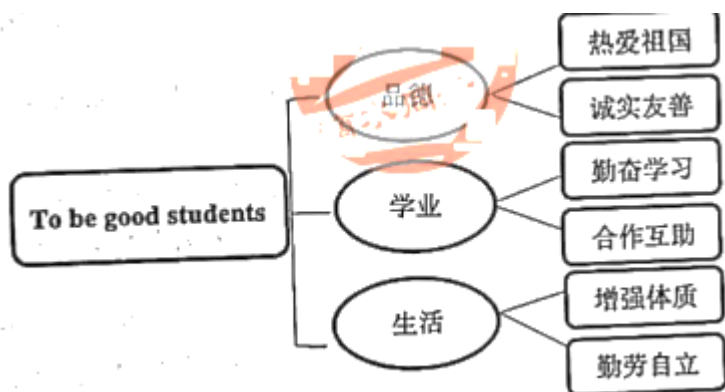 To be good students
品德
热爱祖国
诚实友善
学业
勤奋学习
合作互助
生活
增强体质
勤劳自立